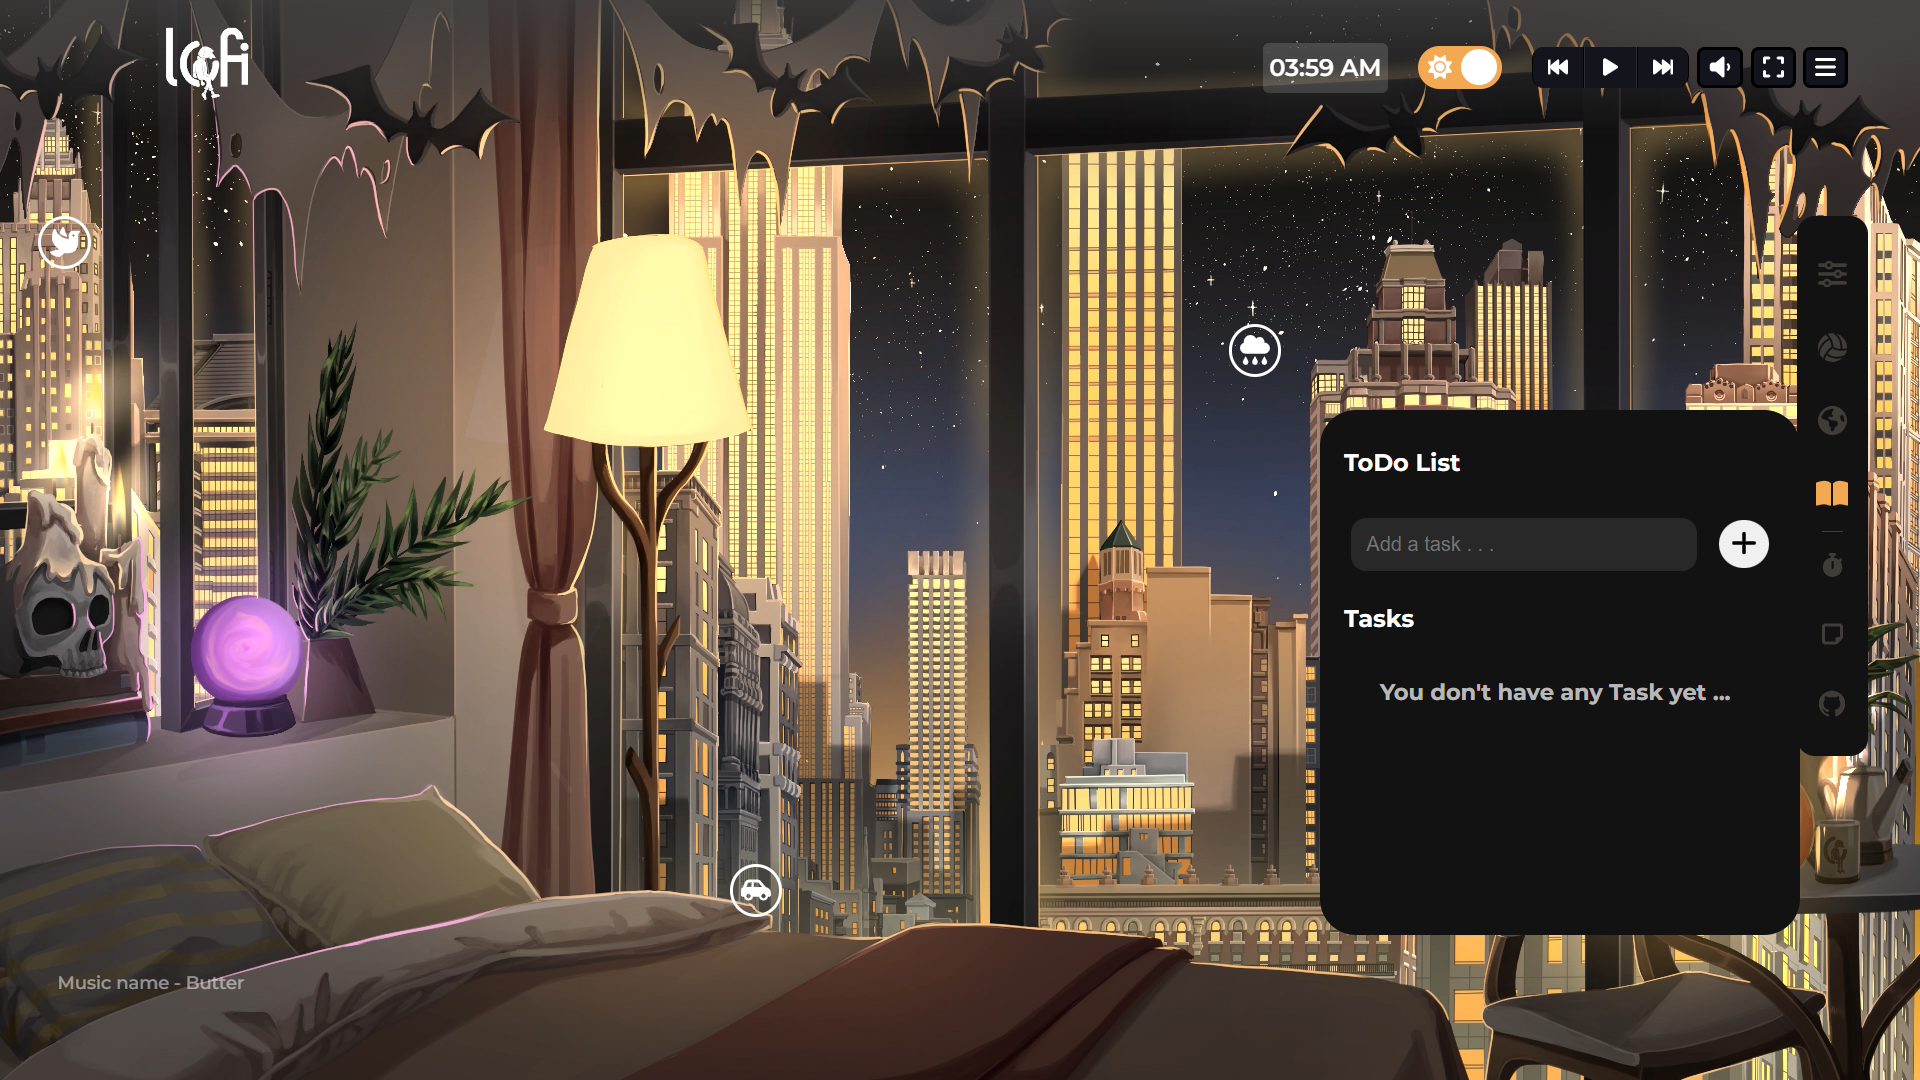 lofi
03:59 AM
ToDo List
Add a task . . .
Tasks
You don't have any Task yet ...
Music name - Butter